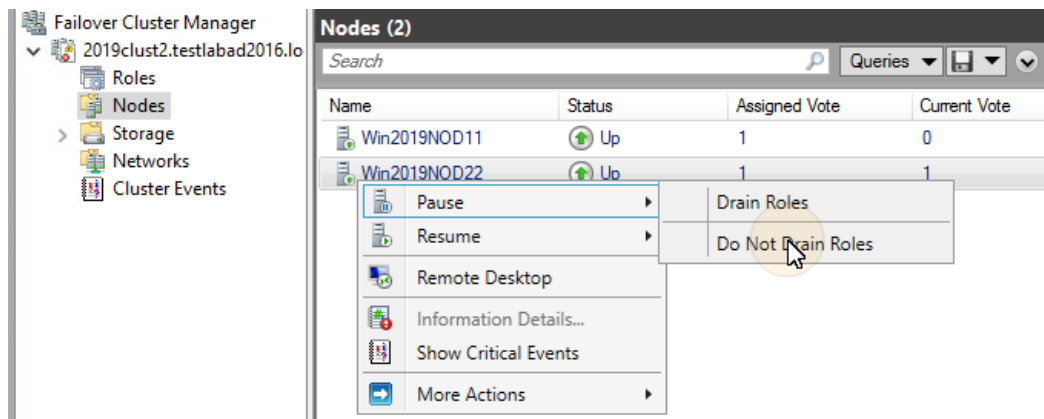 Failover Cluster Manager
2019clust2.testlabad2016.lo
Roles
Nodes
Storage
Networks
Cluster Events
Nodes (2)
Search
Queries
Name Status Assigned Vote Current Vote
Win2019NOD11 Up 1 0
Win2019NOD22 Up 1 1
Pause
Resume
Remote Desktop
Information Details...
Show Critical Events
More Actions
Drain Roles
Do Not Drain Roles